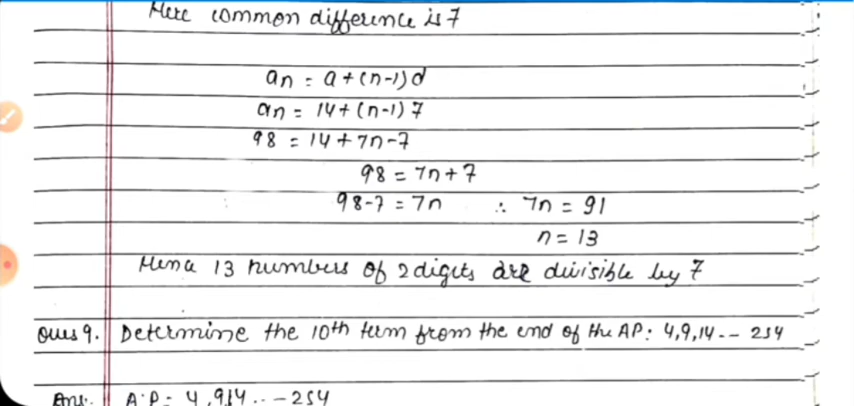 Here common difference is 7
an = a + (n-1) d
an = 14 + (n-1) 7
98 = 14 + 7n - 7
98 = 7n + 7
98 - 7 = 7n ∴ 7n = 91
n = 13
Hence 13 numbers of 2 digits are divisible by 7
Ques 9. Determine the 10th term from the end of the AP: 4,9,14 -- 254
Ans. A.P = 4,9,14 .. - 254